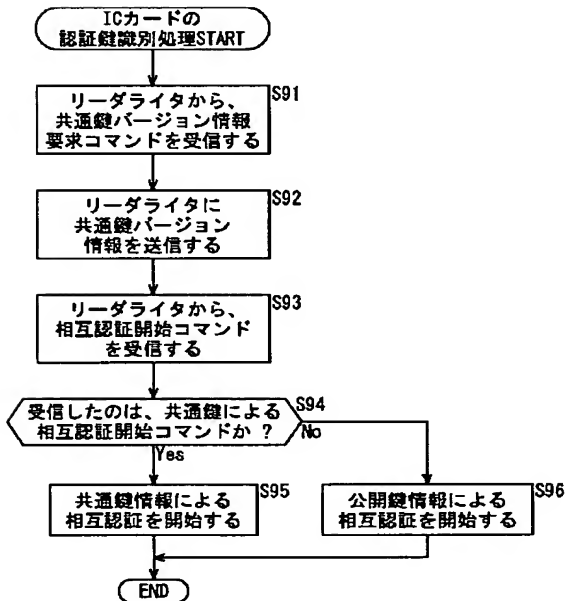 ICカードの
認証鍵識別処理START
S91
リーダライタから、
共通鍵バージョン情報
要求コマンドを受信する
S92
リーダライタに
共通鍵バージョン
情報を送信する
S93
リーダライタから、
相互認証開始コマンド
を受信する
S94
受信したのは、共通鍵による
相互認証開始コマンドか ?
No
Yes
S95
共通鍵情報による
相互認証を開始する
S96
公開鍵情報による
相互認証を開始する
END